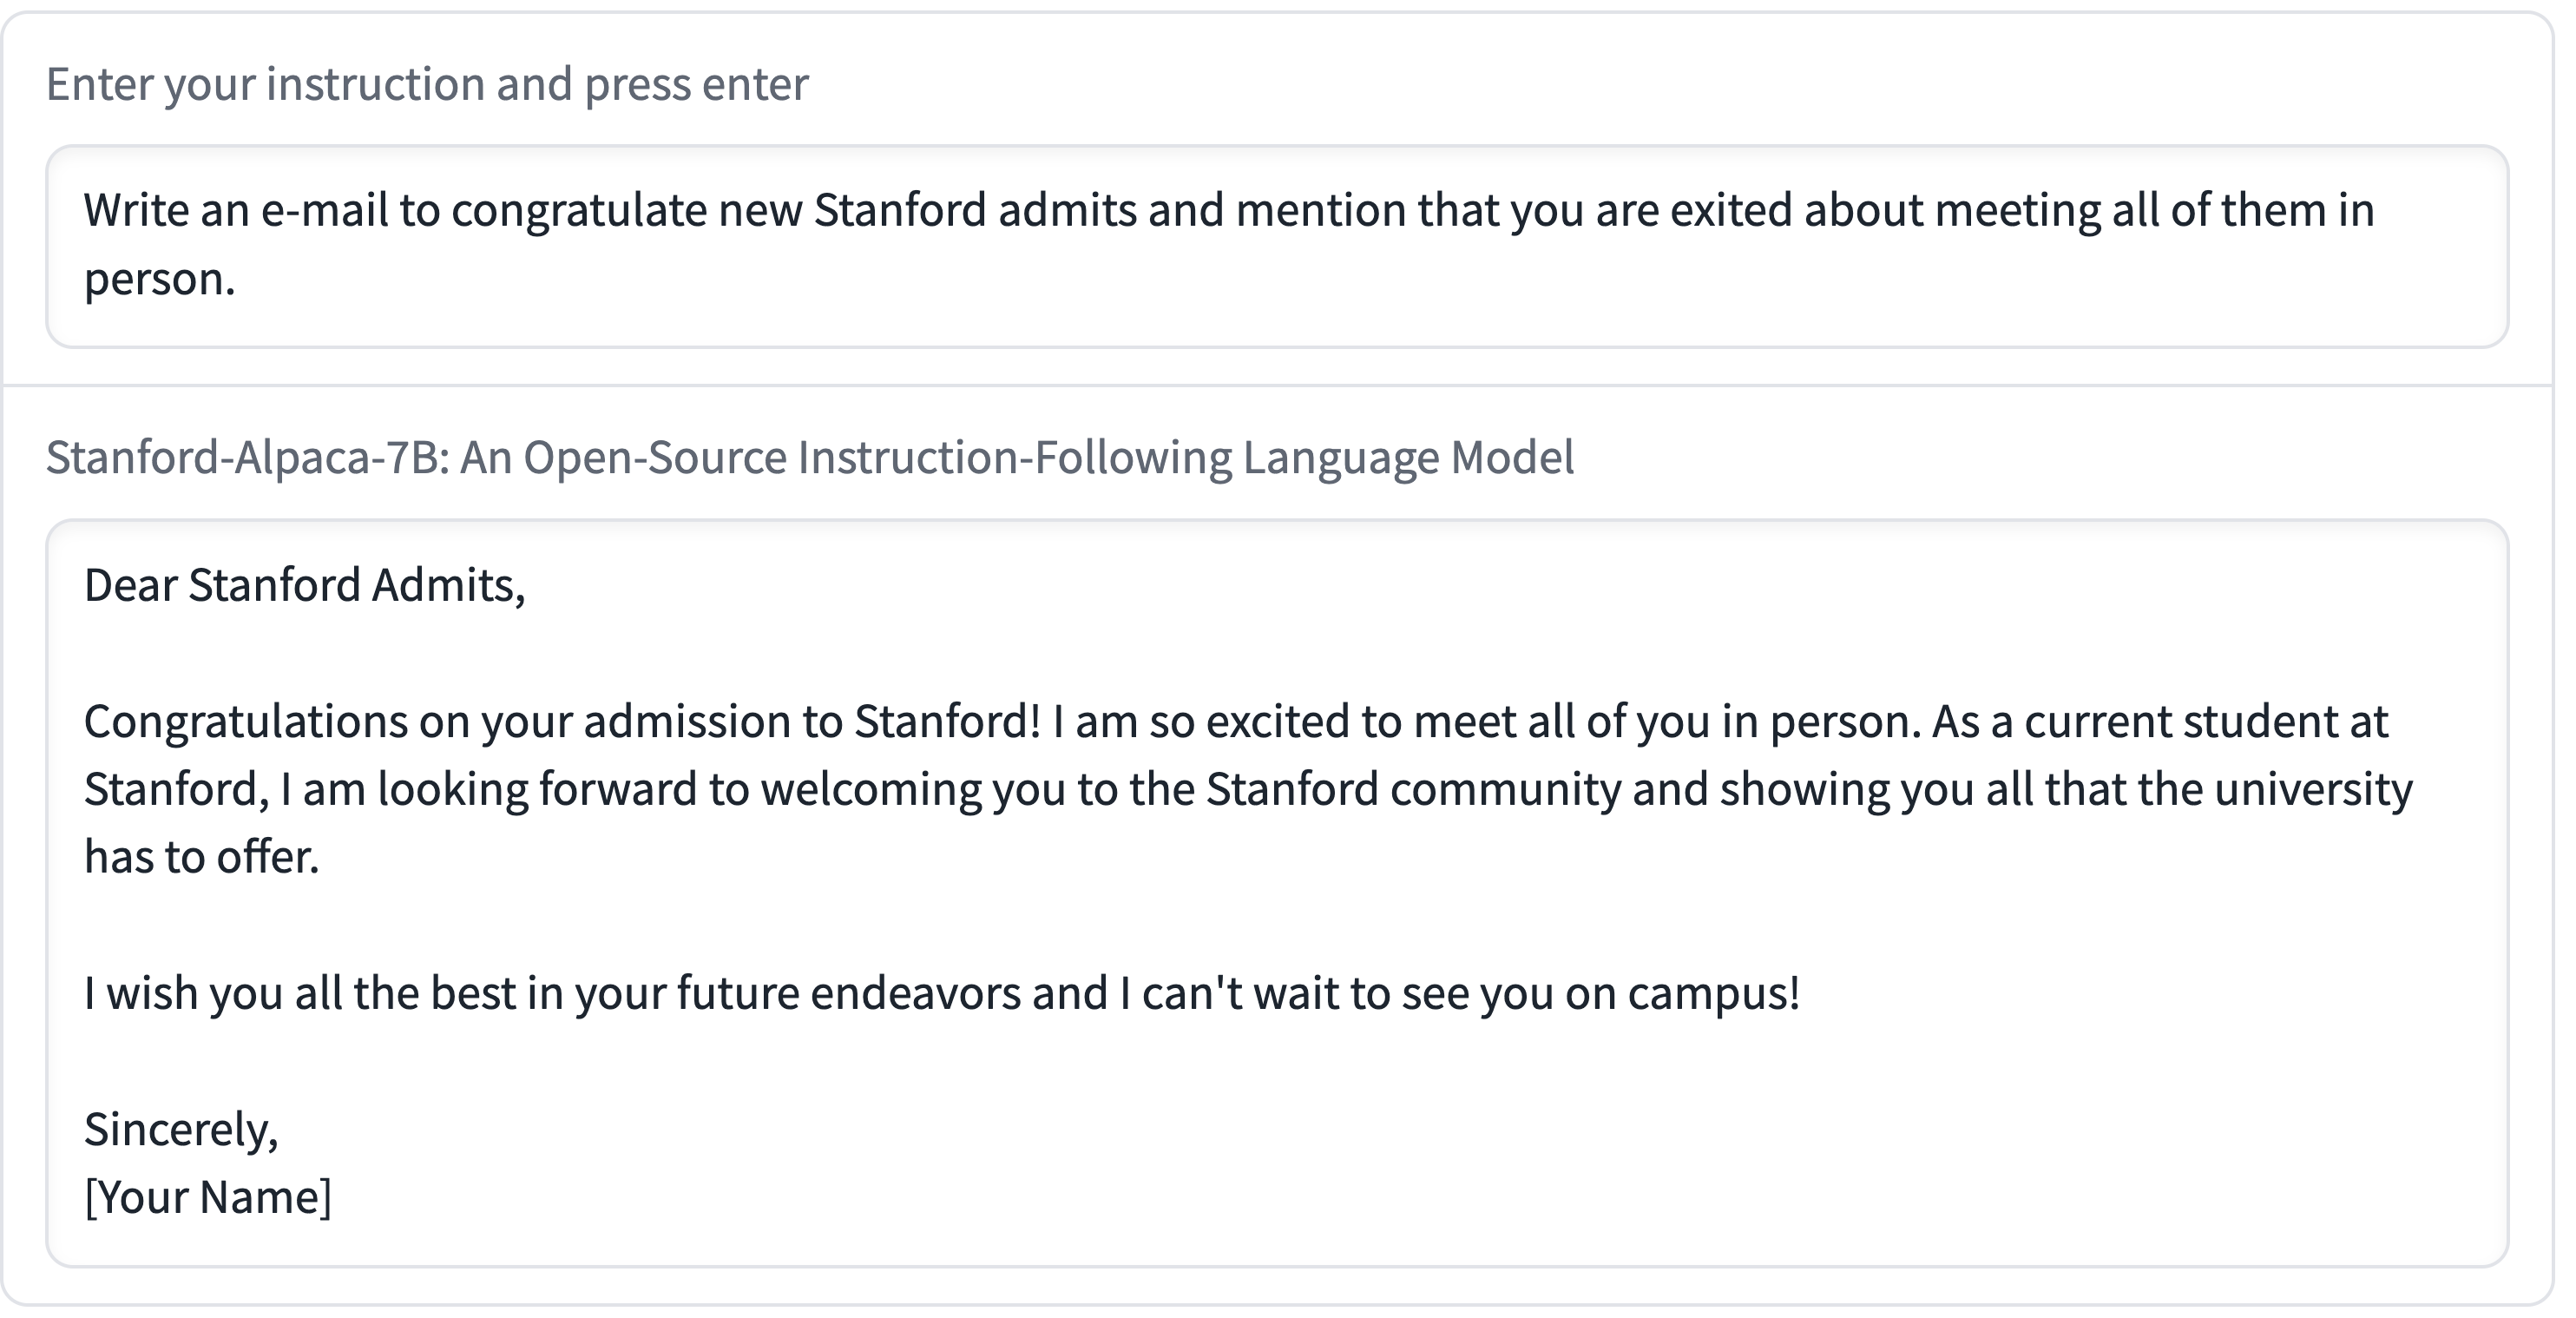 Enter your instruction and press enter
Write an e-mail to congratulate new Stanford admits and mention that you are exited about meeting all of them in
person.
Stanford-Alpaca-7B: An Open-Source Instruction-Following Language Model
Dear Stanford Admits,
Congratulations on your admission to Stanford! I am so excited to meet all of you in person. As a current student at
Stanford, I am looking forward to welcoming you to the Stanford community and showing you all that the university
has to offer.
I wish you all the best in your future endeavors and I can't wait to see you on campus!
Sincerely,
[Your Name]